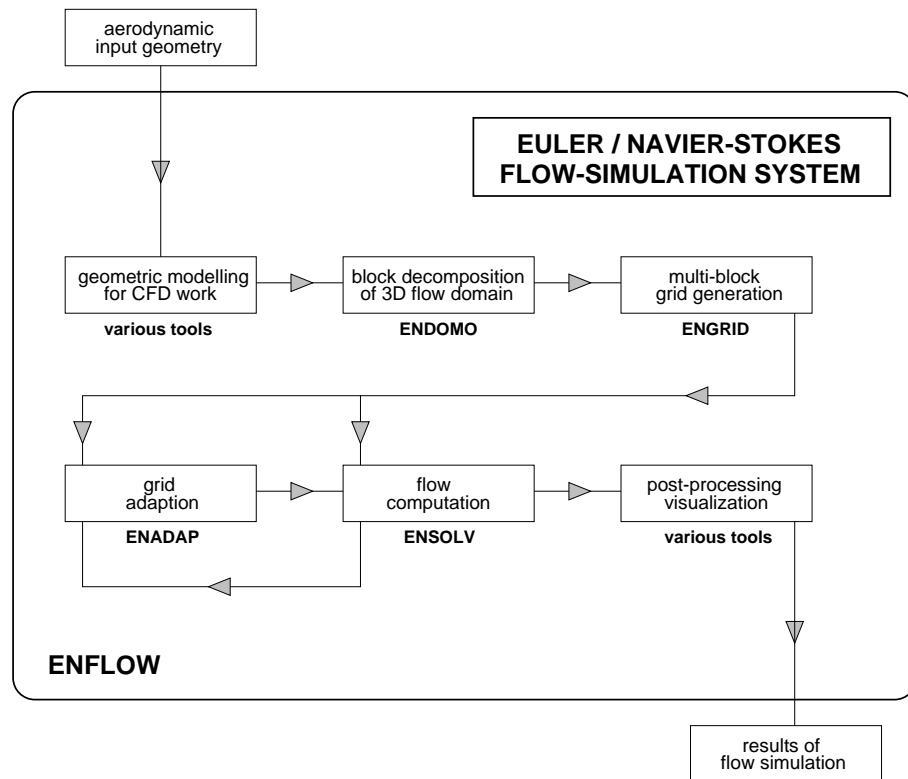 aerodynamic
input geometry
EULER / NAVIER-STOKES
FLOW-SIMULATION SYSTEM
geometric modelling
for CFD work
various tools
block decomposition
of 3D flow domain
ENDOMO
multi-block
grid generation
ENGRID
grid
adaption
ENADAP
flow
computation
ENSOLV
post-processing
visualization
various tools
ENFLOW
results of
flow simulation